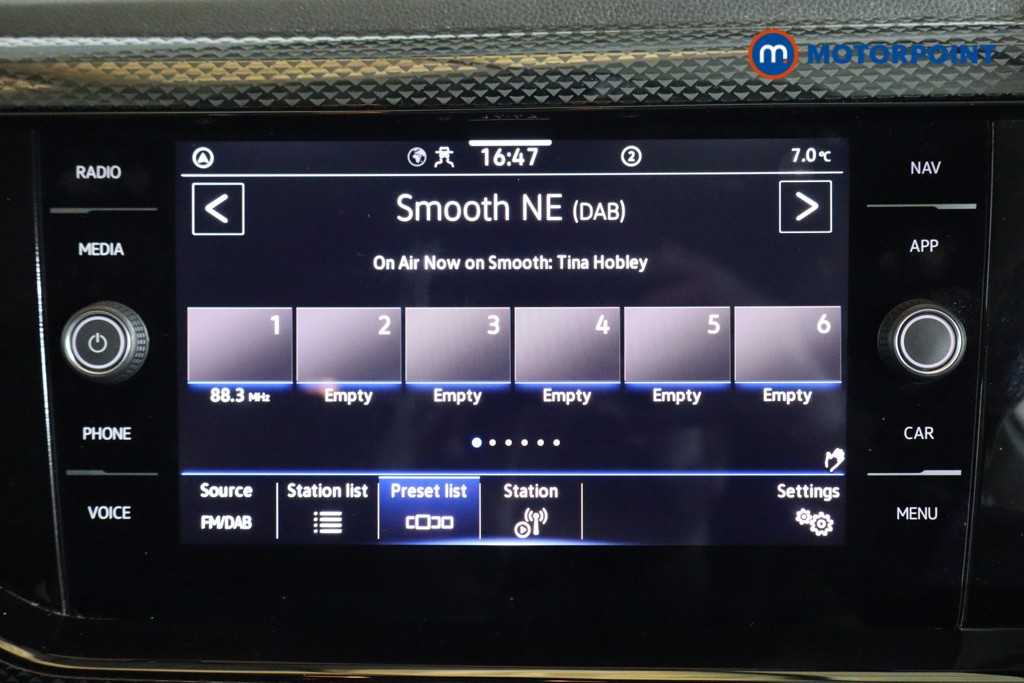 m MOTORPOINT
RADIO
MEDIA
PHONE
VOICE
16:47
2
7.0°C
<
Smooth NE (DAB)
>
On Air Now on Smooth: Tina Hobley
1 2 3 4 5 6
88.3 MHz Empty Empty Empty Empty Empty
Source Station list Preset list Station Settings
FM/DAB
NAV
APP
CAR
MENU